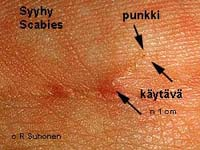 Syyhy
Scabies
punkki
käytävä
n 1 cm
c R Suhonen